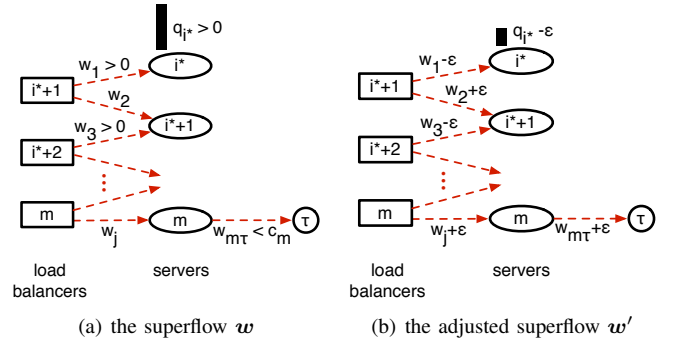 q_{i*} > 0
w_1 > 0
i*
i*+1
w_2
w_3 > 0
i*+1
i*+2
m
w_j
m
w_{mτ} < c_m
τ
load balancers
servers
(a) the superflow w
q_{i*} -ε
w_1-ε
i*
i*+1
w_2+ε
w_3-ε
i*+1
i*+2
m
w_j+ε
m
w_{mτ}+ε
τ
load balancers
servers
(b) the adjusted superflow w′